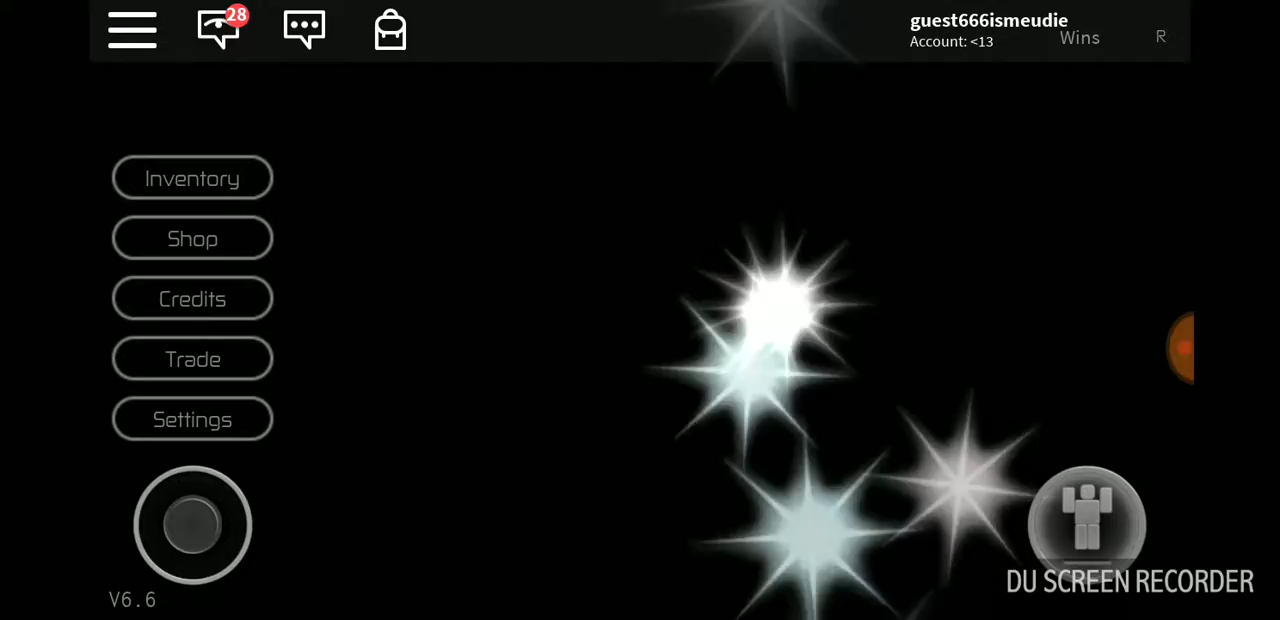 28
guest666ismeudie
Account: <13
Wins
R
Inventory
Shop
Credits
Trade
Settings
V6.6
DU SCREEN RECORDER